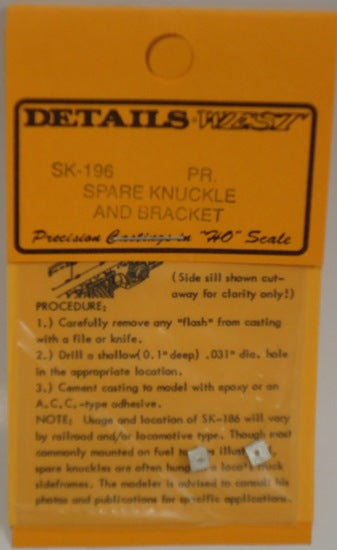 DETAILS WEST
SK-196 PR.
SPARE KNUCKLE
AND BRACKET
Precision Castings in "HO" Scale
(Side sill shown cut-
away for clarity only!)
PROCEDURE;
1.) Carefully remove any "flash" from casting
with a file or knife.
2.) Drill a shallow(0.1"deep) .031" dia. hole
in the appropriate location.
3.) Cement casting to model with epoxy or an
A.C.C.-type adhesive.
NOTE: Usage and location of SK-186 will vary
by railroad and/or locomotive type. Though most
commonly mounted on fuel
spare knuckles are often loco's truck
sideframes. The modeler is advised to consult his
photos and publications for specific applications.